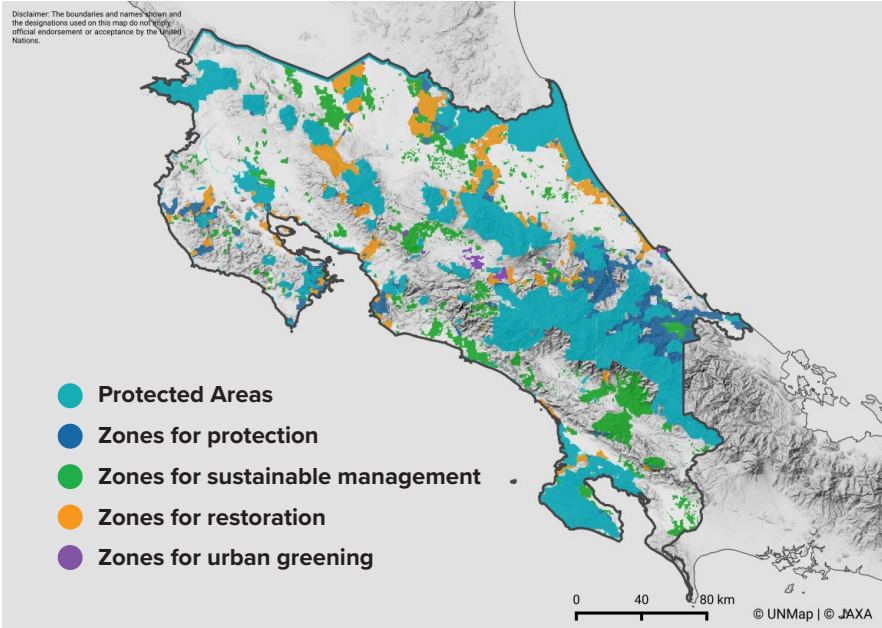 Disclaimer: The boundaries and names shown and
the designations used on this map do not imply
official endorsement or acceptance by the United
Nations.
Protected Areas
Zones for protection
Zones for sustainable management
Zones for restoration
Zones for urban greening
0 40 80 km
© UNMap | © JAXA